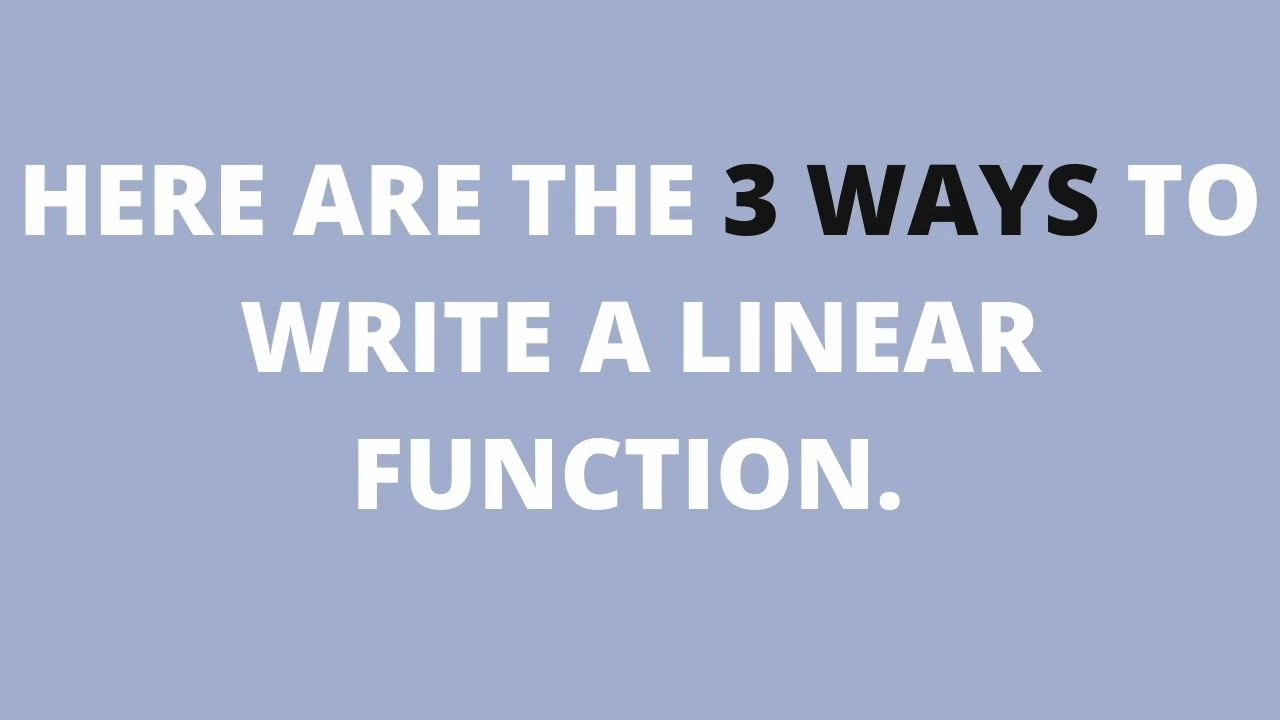 HERE ARE THE 3 WAYS TO
WRITE A LINEAR
FUNCTION.